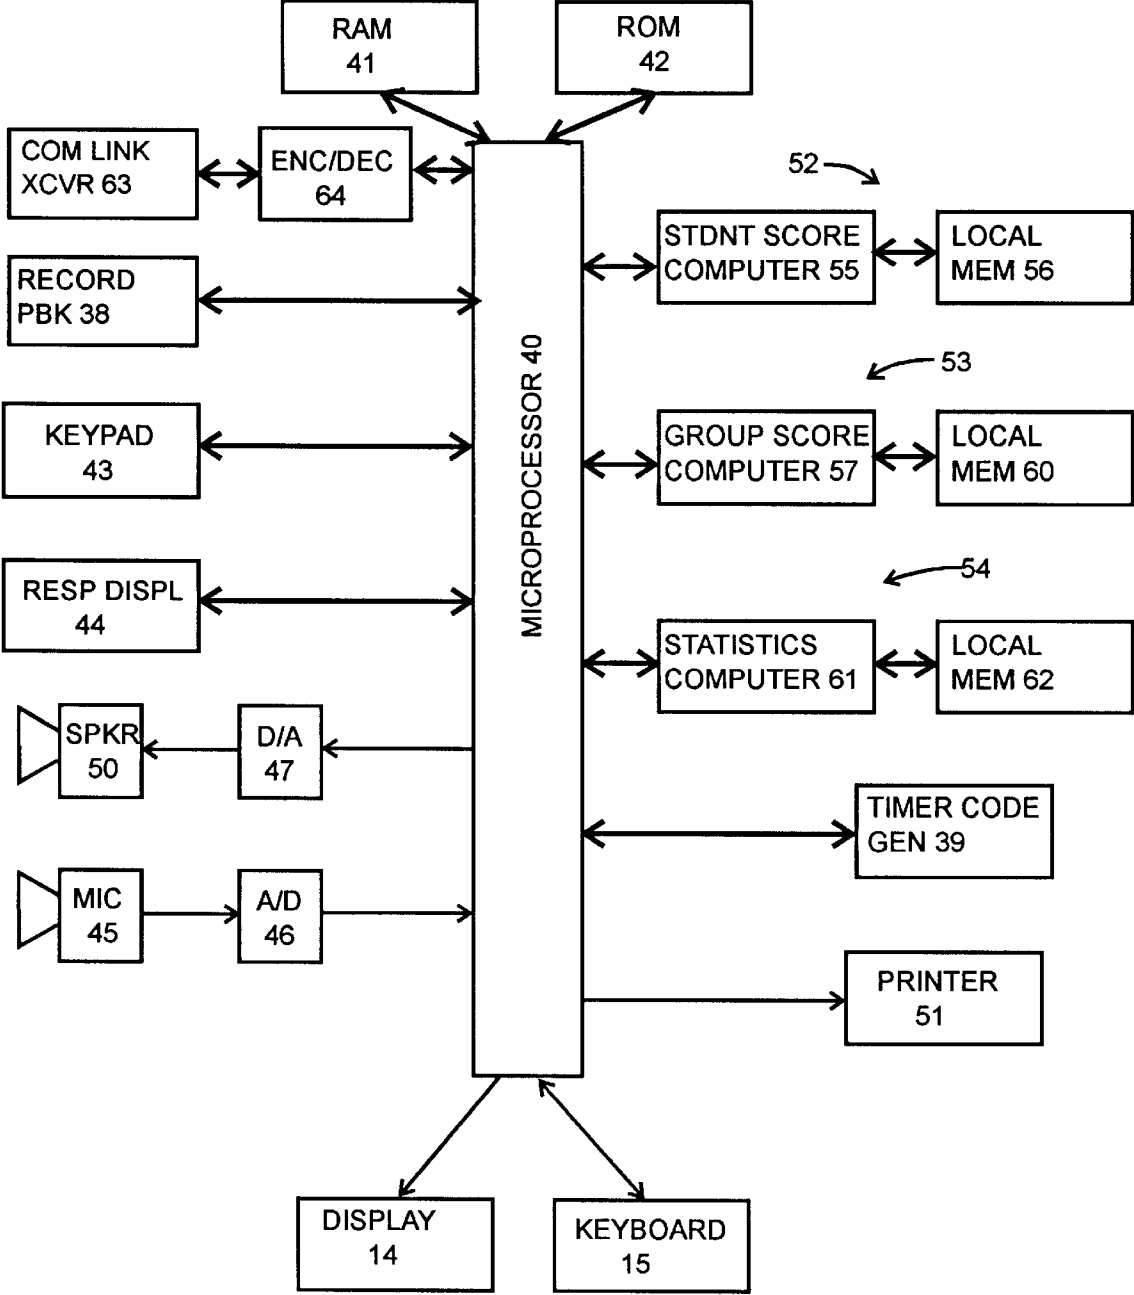 RAM
41
ROM
42
COM LINK
XCVR 63
ENC/DEC
64
52
STDNT SCORE
COMPUTER 55
LOCAL
MEM 56
RECORD
PBK 38
MICROPROCESSOR 40
53
KEYPAD
43
GROUP SCORE
COMPUTER 57
LOCAL
MEM 60
54
RESP DISPL
44
STATISTICS
COMPUTER 61
LOCAL
MEM 62
SPKR
50
D/A
47
TIMER CODE
GEN 39
MIC
45
A/D
46
PRINTER
51
DISPLAY
14
KEYBOARD
15